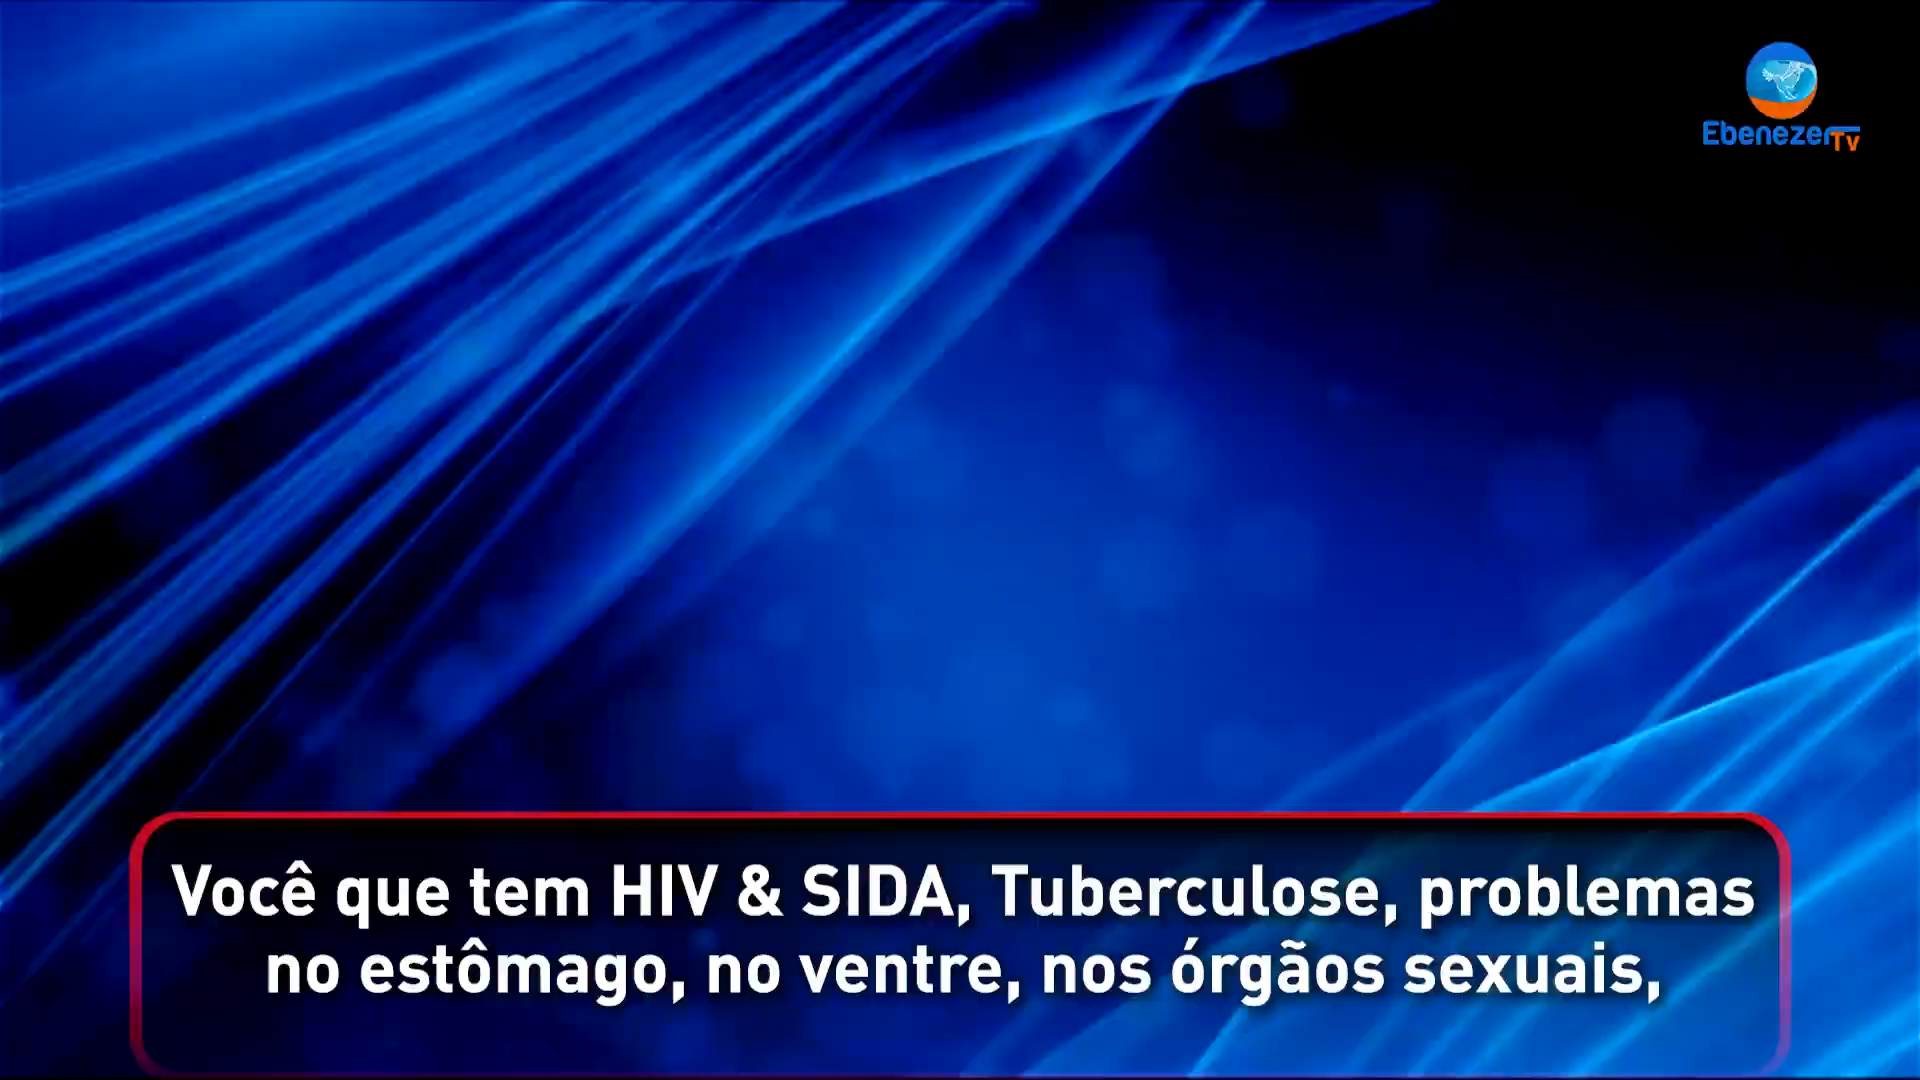 EbenezerTv
Você que tem HIV & SIDA, Tuberculose, problemas
no estômago, no ventre, nos órgãos sexuais,